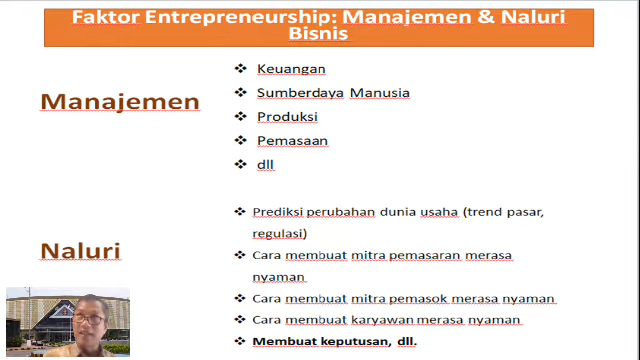 Faktor Entrepreneurship: Manajemen & Naluri
Bisnis
Manajemen
Keuangan
Sumberdaya Manusia
Produksi
Pemasaan
dll
Naluri
Prediksi perubahan dunia usaha (trend pasar,
regulasi)
Cara membuat mitra pemasaran merasa
nyaman
Cara membuat mitra pemasok merasa nyaman
Cara membuat karyawan merasa nyaman
Membuat keputusan, dll.